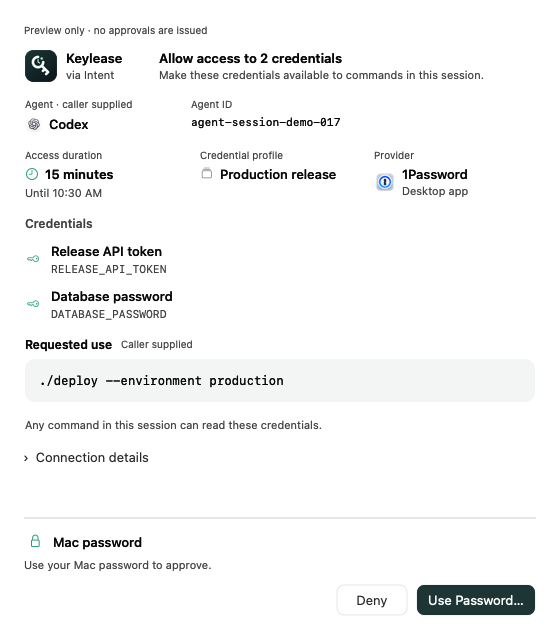 Preview only · no approvals are issued
Keylease
via Intent
Allow access to 2 credentials
Make these credentials available to commands in this session.
Agent · caller supplied
Codex
Agent ID
agent-session-demo-017
Access duration
15 minutes
Until 10:30 AM
Credential profile
Production release
Provider
1Password
Desktop app
Credentials
Release API token
RELEASE_API_TOKEN
Database password
DATABASE_PASSWORD
Requested use Caller supplied
./deploy --environment production
Any command in this session can read these credentials.
› Connection details
Mac password
Use your Mac password to approve.
Deny
Use Password...